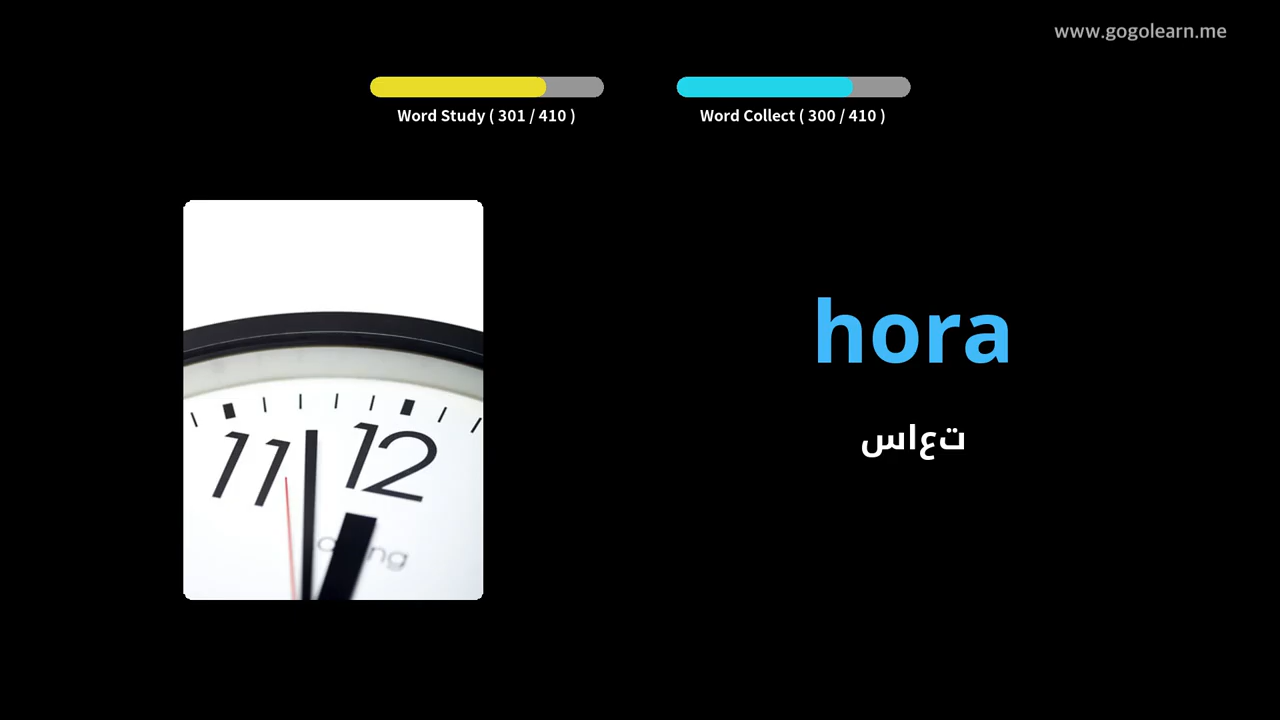 www.gogolearn.me
Word Study ( 301 / 410 )
Word Collect ( 300 / 410 )
hora
تعاس
11 12